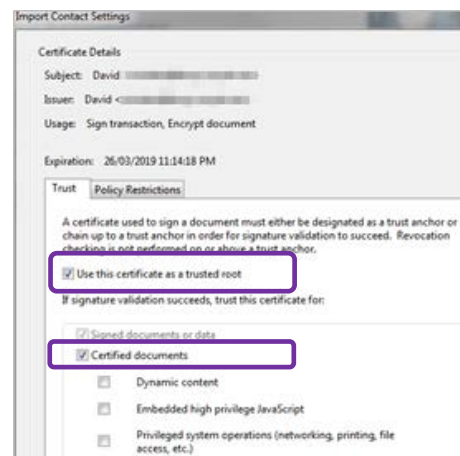 Import Contact Settings
Certificate Details
Subject: David
Issuer: David <
Usage: Sign transaction, Encrypt document
Expiration: 26/03/2019 11:14:18 PM
Trust Policy Restrictions
A certificate used to sign a document must either be designated as a trust anchor or
chain up to a trust anchor in order for signature validation to succeed. Revocation
checking is not performed on or above a trust anchor.
Use this certificate as a trusted root
If signature validation succeeds, trust this certificate for:
Signed documents or data
Certified documents
Dynamic content
Embedded high privilege JavaScript
Privileged system operations (networking, printing, file
access, etc.)